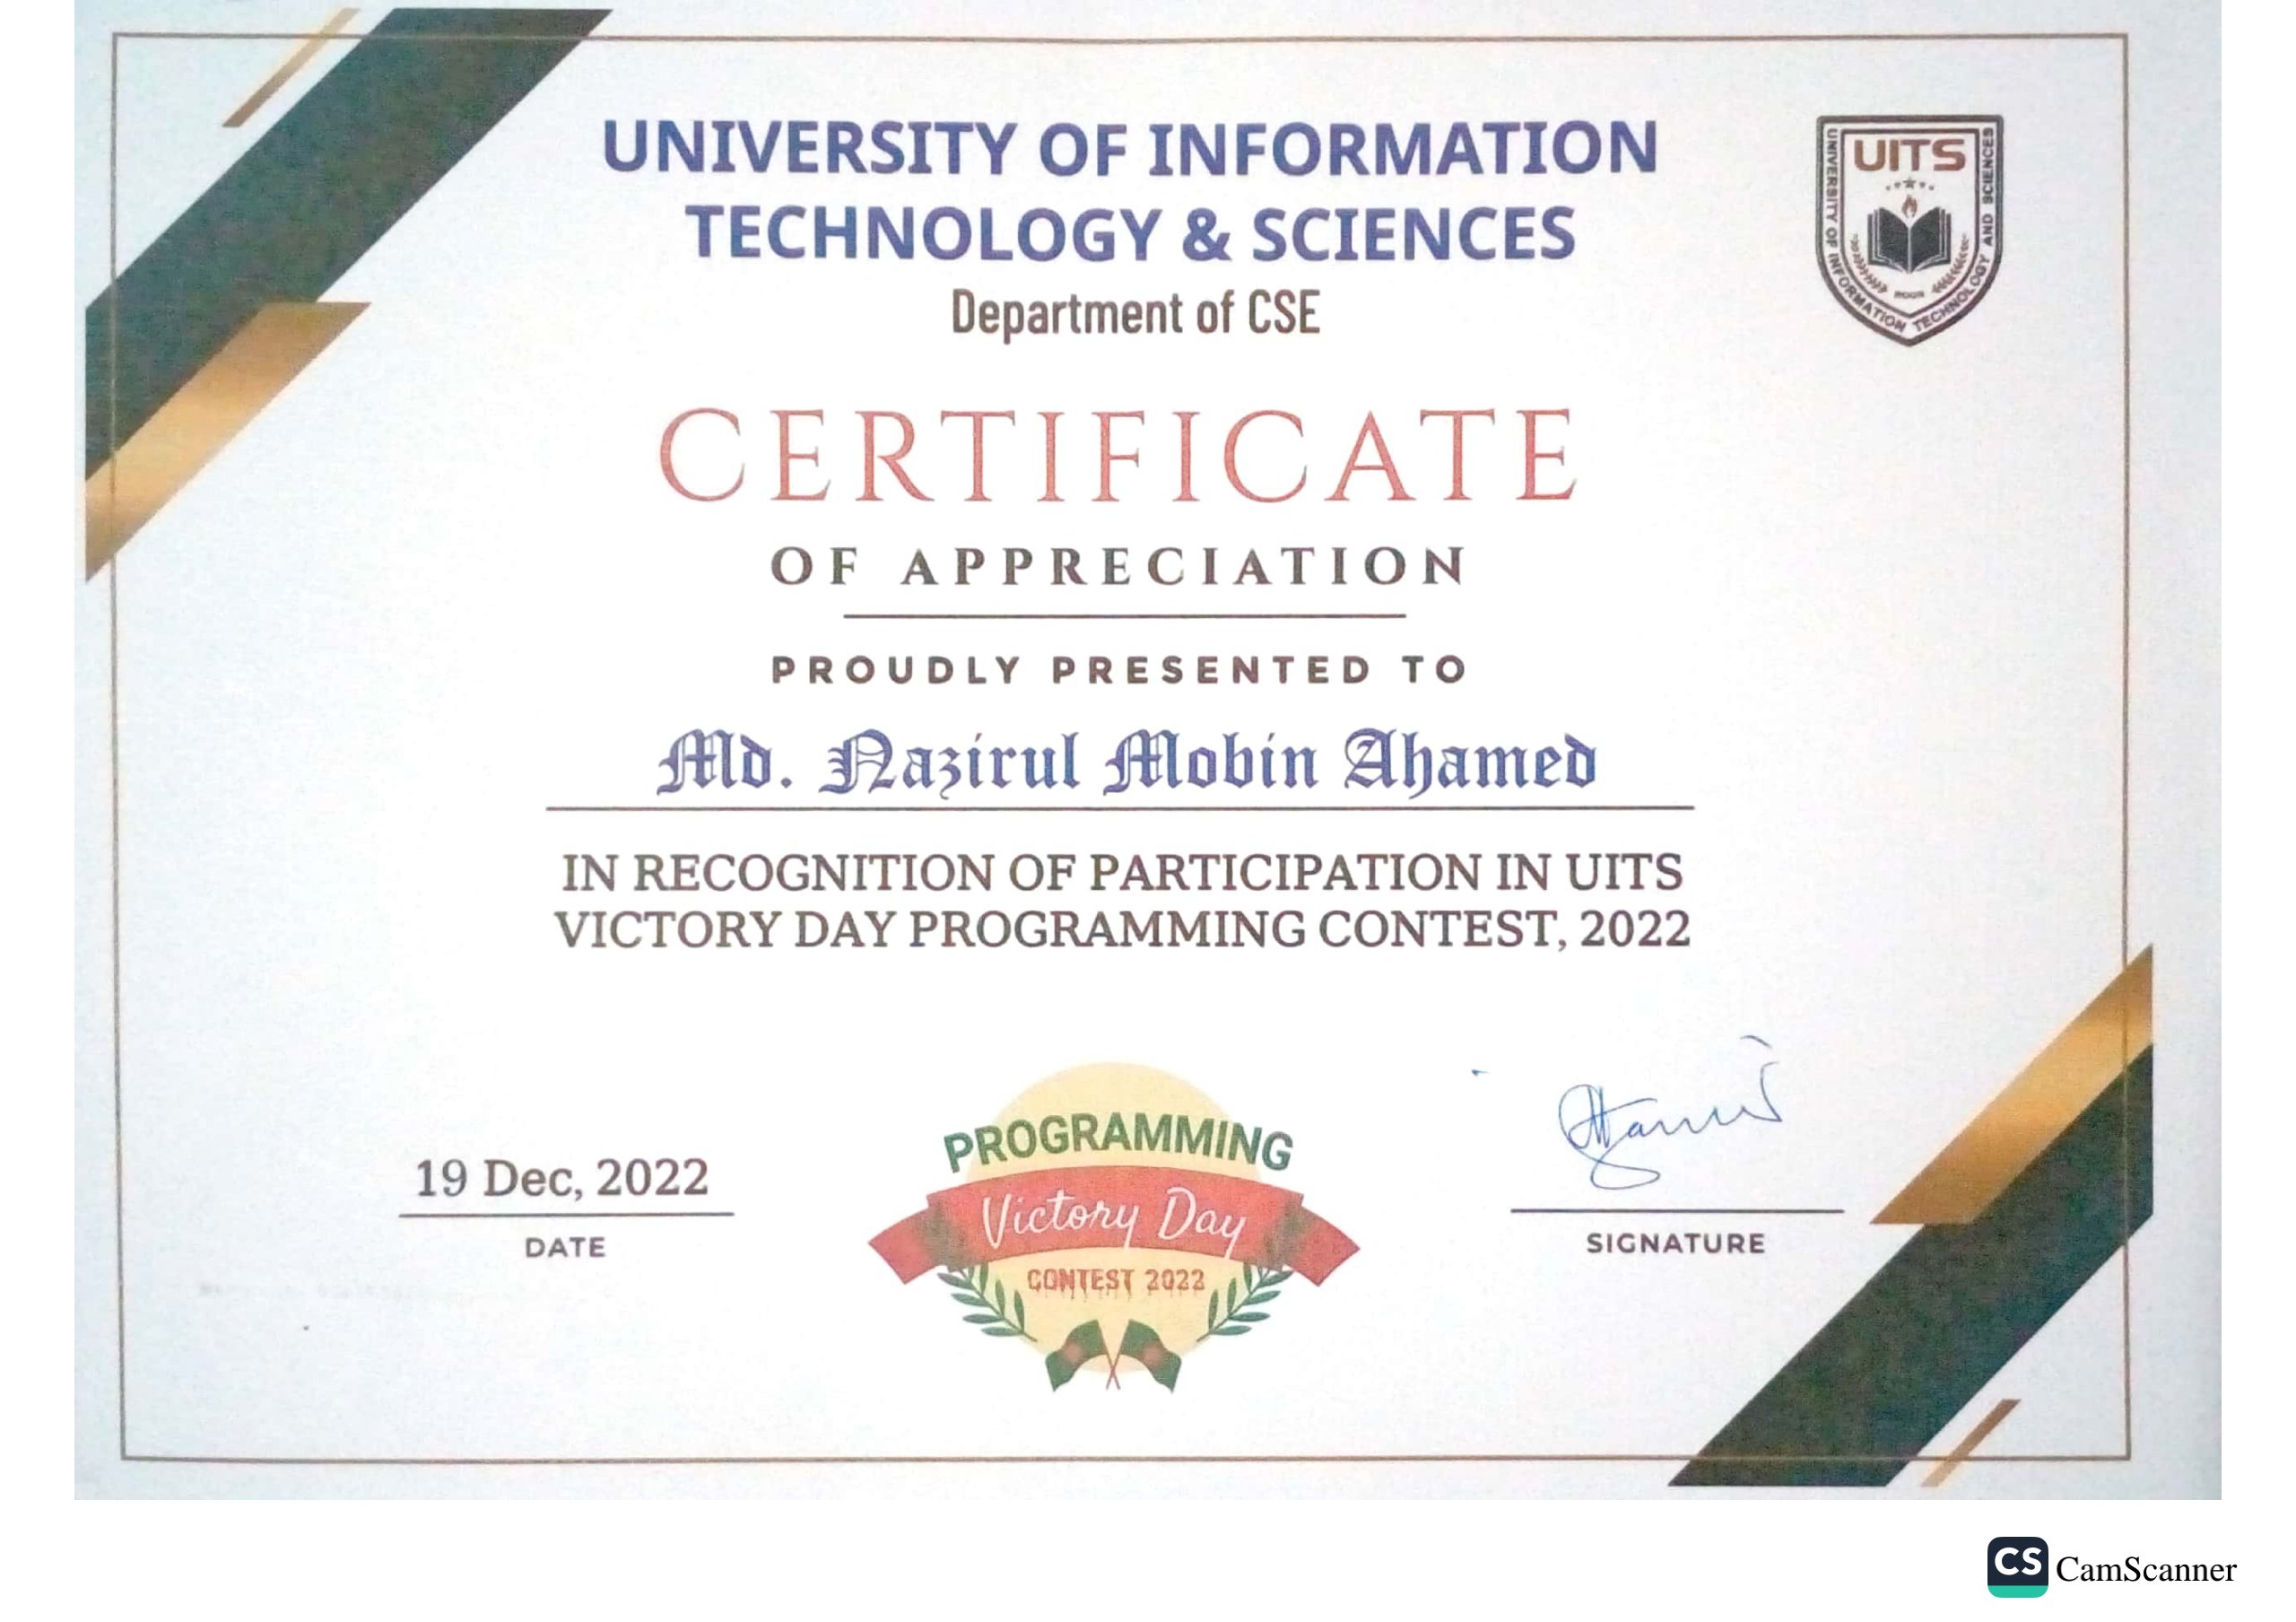 UNIVERSITY OF INFORMATION
TECHNOLOGY & SCIENCES
Department of CSE
UITS
UNIVERSITY OF INFORMATION TECHNOLOGY AND SCIENCES
CERTIFICATE
OF APPRECIATION
PROUDLY PRESENTED TO
Md. Nazirul Mobin Ahamed
IN RECOGNITION OF PARTICIPATION IN UITS
VICTORY DAY PROGRAMMING CONTEST, 2022
19 Dec, 2022
DATE
PROGRAMMING
Victory Day
CONTEST 2022
SIGNATURE
CS CamScanner